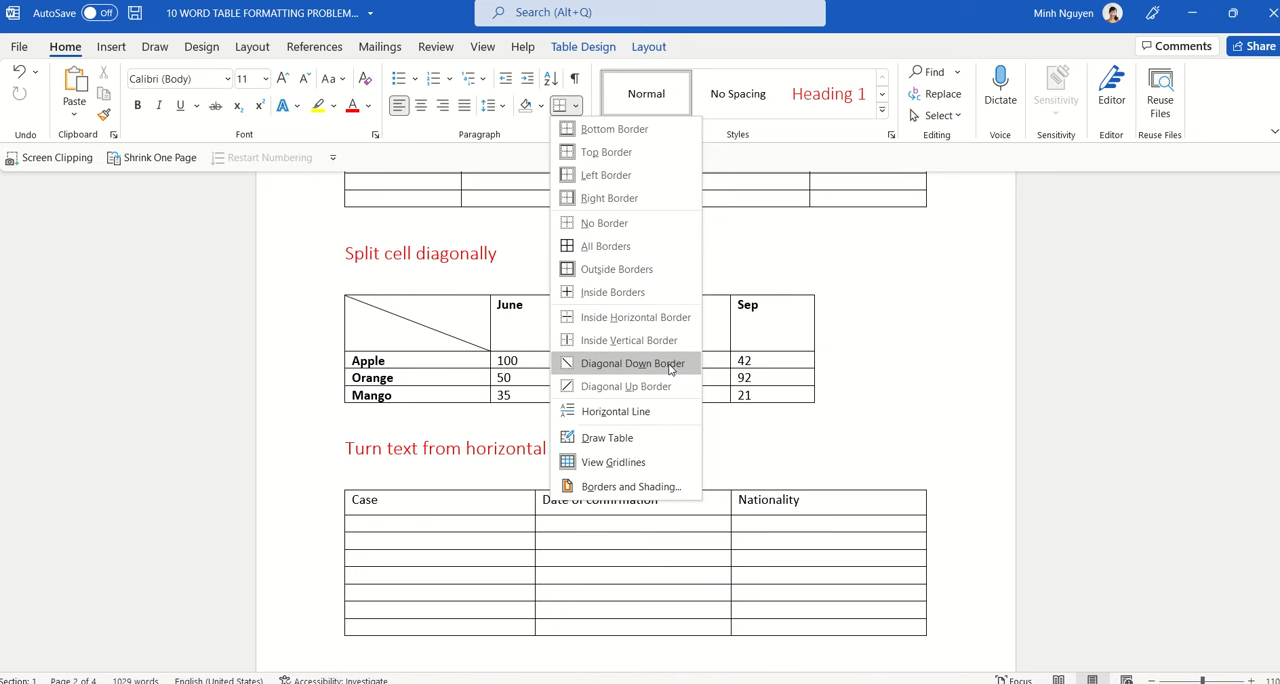 AutoSave Off 10 WORD TABLE FORMATTING PROBLEM... Search (Alt+Q) Minh Nguyen
File Home Insert Draw Design Layout References Mailings Review View Help Table Design Layout Comments Share
Calibri (Body) 11 Aa
Paste
B I U ab x₂ x² A A
Normal No Spacing Heading 1
Find
Replace
Select
Dictate Sensitivity Editor Reuse Files
Undo Clipboard Font Paragraph Styles Editing Voice Sensitivity Editor Reuse Files
Screen Clipping Shrink One Page Restart Numbering
Bottom Border
Top Border
Left Border
Right Border
No Border
All Borders
Outside Borders
Inside Borders
Inside Horizontal Border
Inside Vertical Border
Diagonal Down Border
Diagonal Up Border
Horizontal Line
Draw Table
View Gridlines
Borders and Shading...
Split cell diagonally
June Sep
Apple 100 42
Orange 50 92
Mango 35 21
Turn text from horizontal
Case Date of confirmation Nationality
Section: 1 Page 2 of 4 1029 words English (United States) Accessibility: Investigate Focus 110